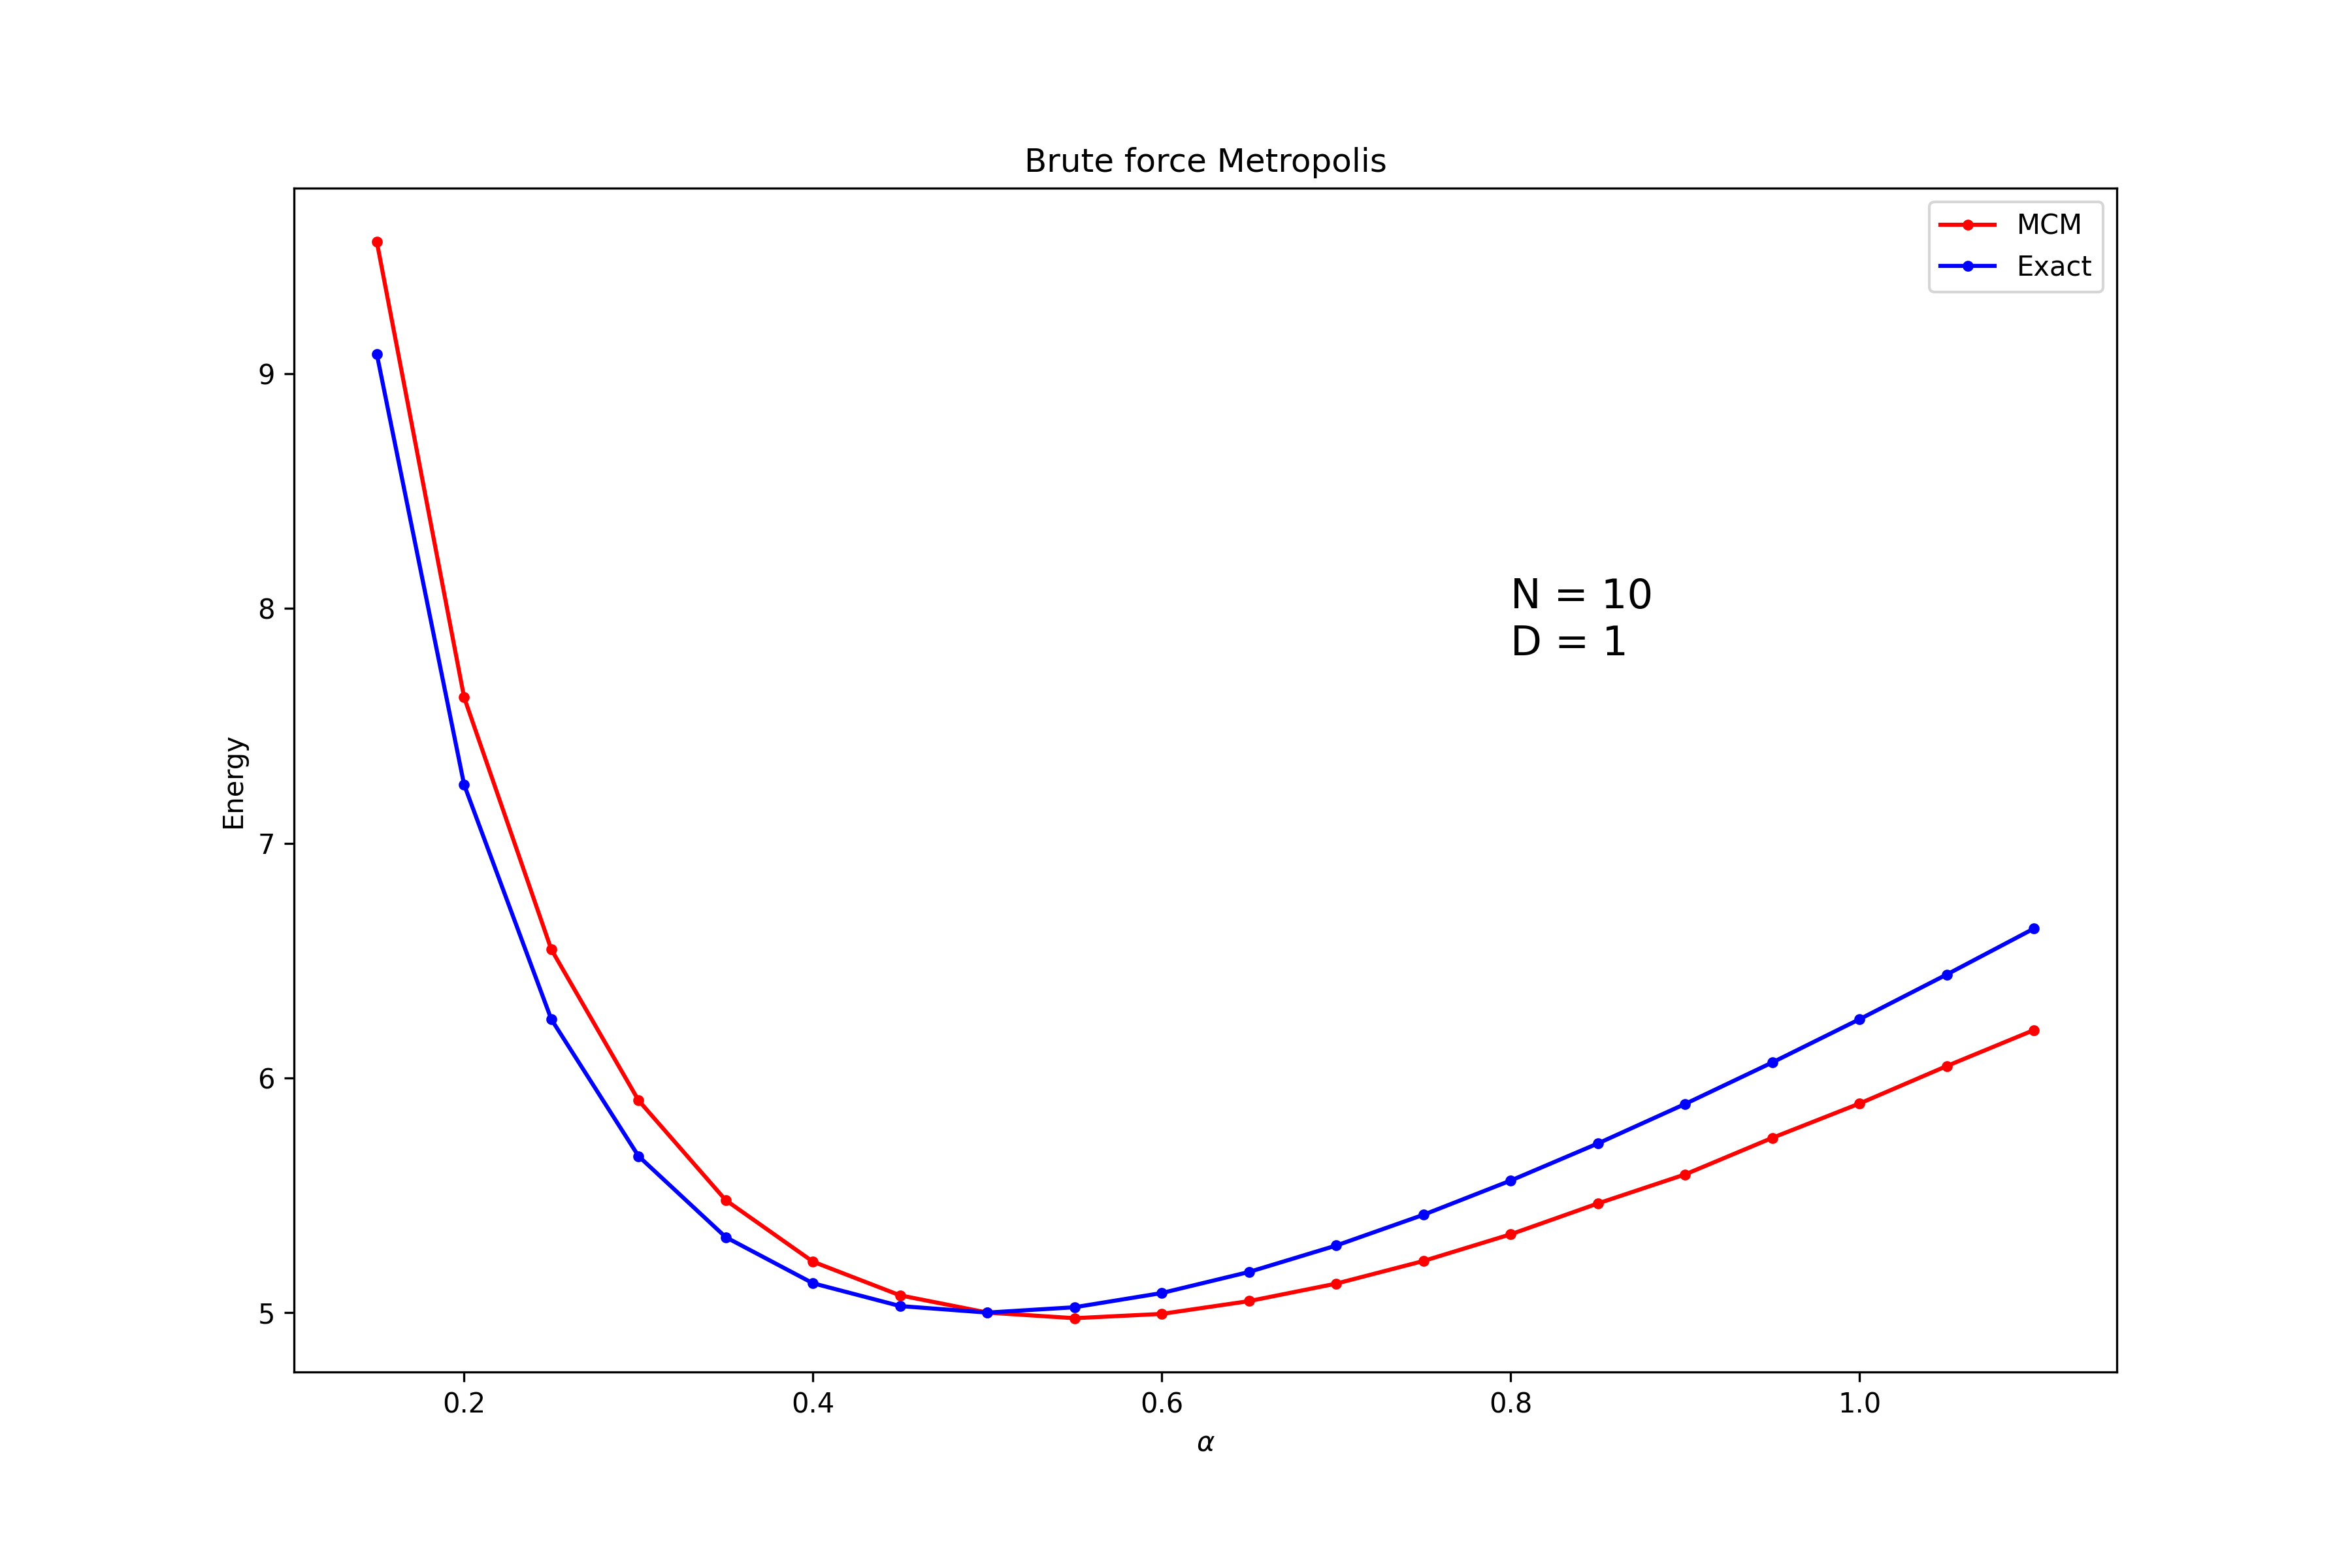 Brute force Metropolis
MCM
Exact
N = 10
D = 1
Energy
9
8
7
6
5
0.2 0.4 0.6 0.8 1.0
α